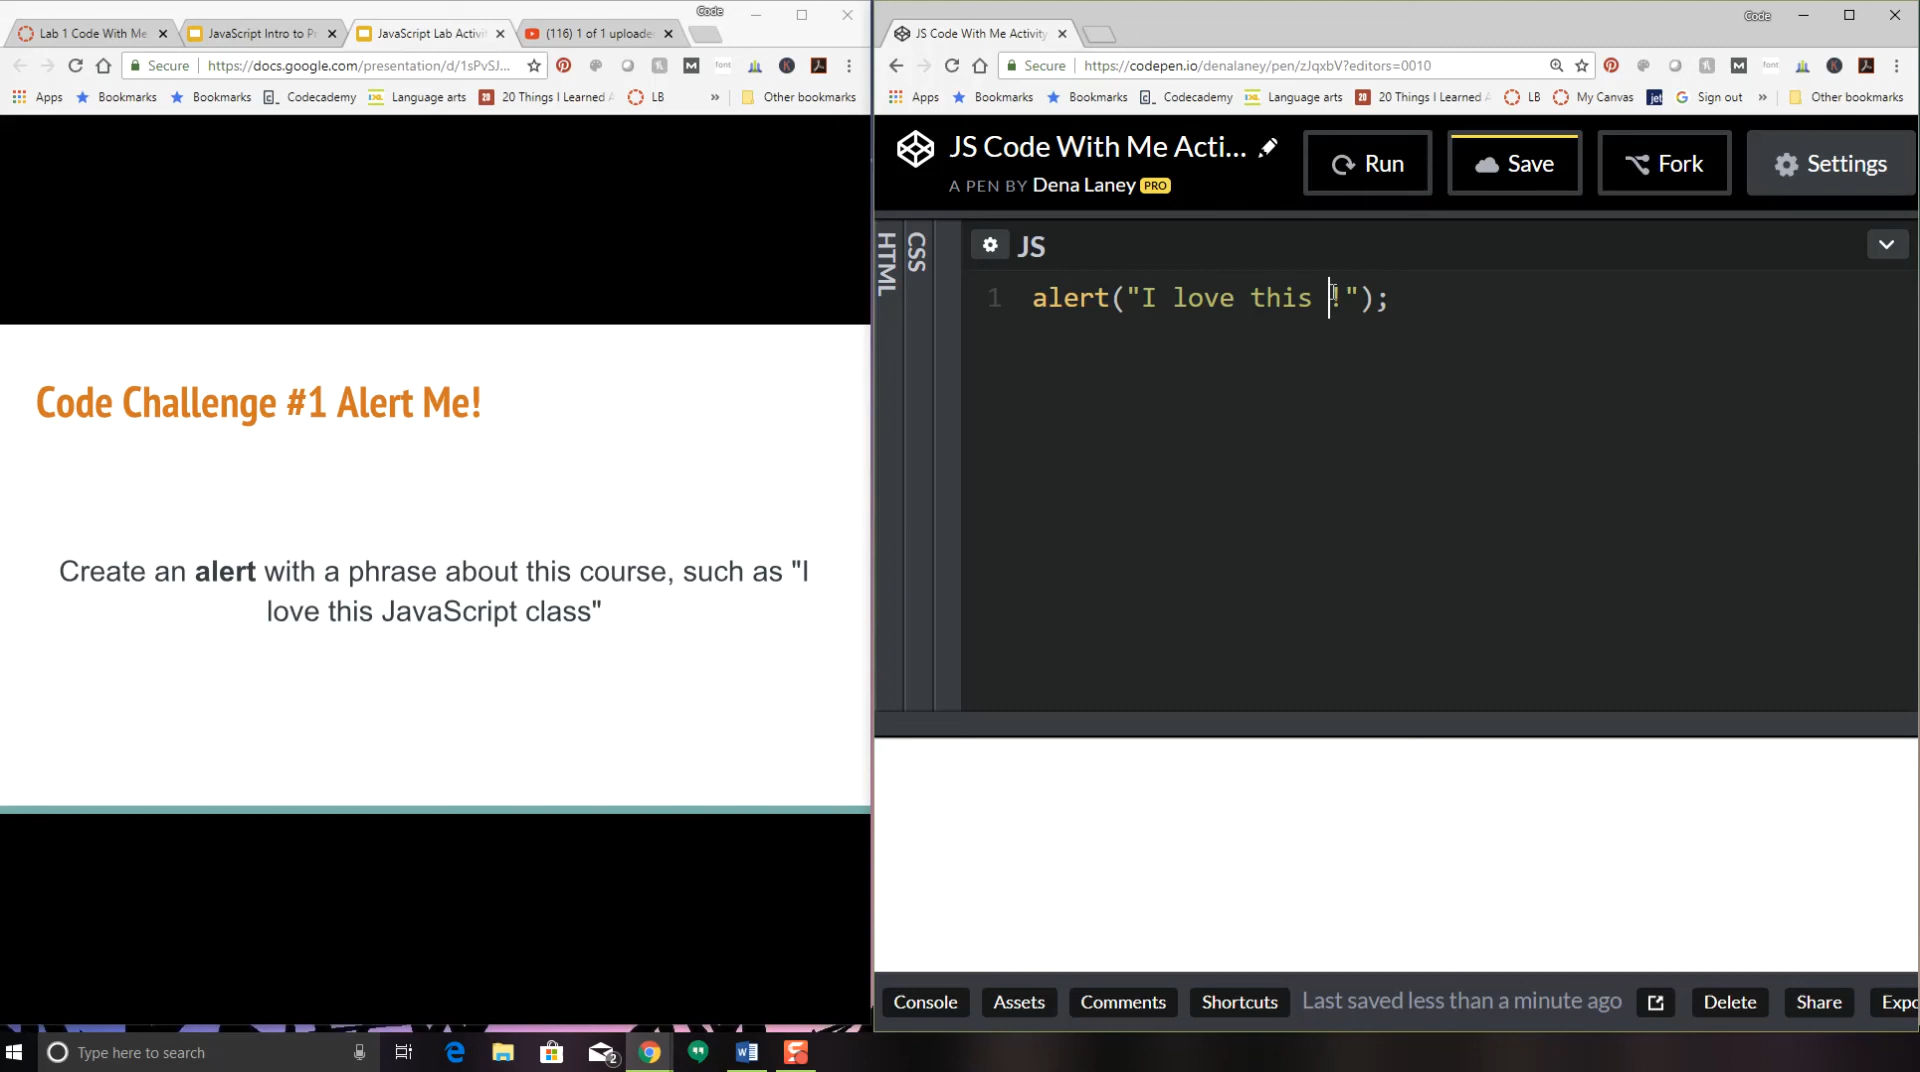 Code
Lab 1 Code With Me
JavaScript Intro to Pr
JavaScript Lab Activit
(116) 1 of 1 uploade
Secure
https://docs.google.com/presentation/d/1sPvSJ...
font
Apps
Bookmarks
Bookmarks
Codecademy
Language arts
20 Things I Learned
LB
»
Other bookmarks
Code Challenge #1 Alert Me!
Create an alert with a phrase about this course, such as "I
love this JavaScript class"
Code
JS Code With Me Activity
Secure
https://codepen.io/denalaney/pen/zJqxbV?editors=0010
font
Apps
Bookmarks
Bookmarks
Codecademy
Language arts
20 Things I Learned
LB
My Canvas
jet
Sign out
»
Other bookmarks
JS Code With Me Acti...
A PEN BY Dena Laney PRO
Run
Save
Fork
Settings
HTML
CSS
JS
1 alert("I love this !");
Console
Assets
Comments
Shortcuts
Last saved less than a minute ago
Delete
Share
Expo
Type here to search
2